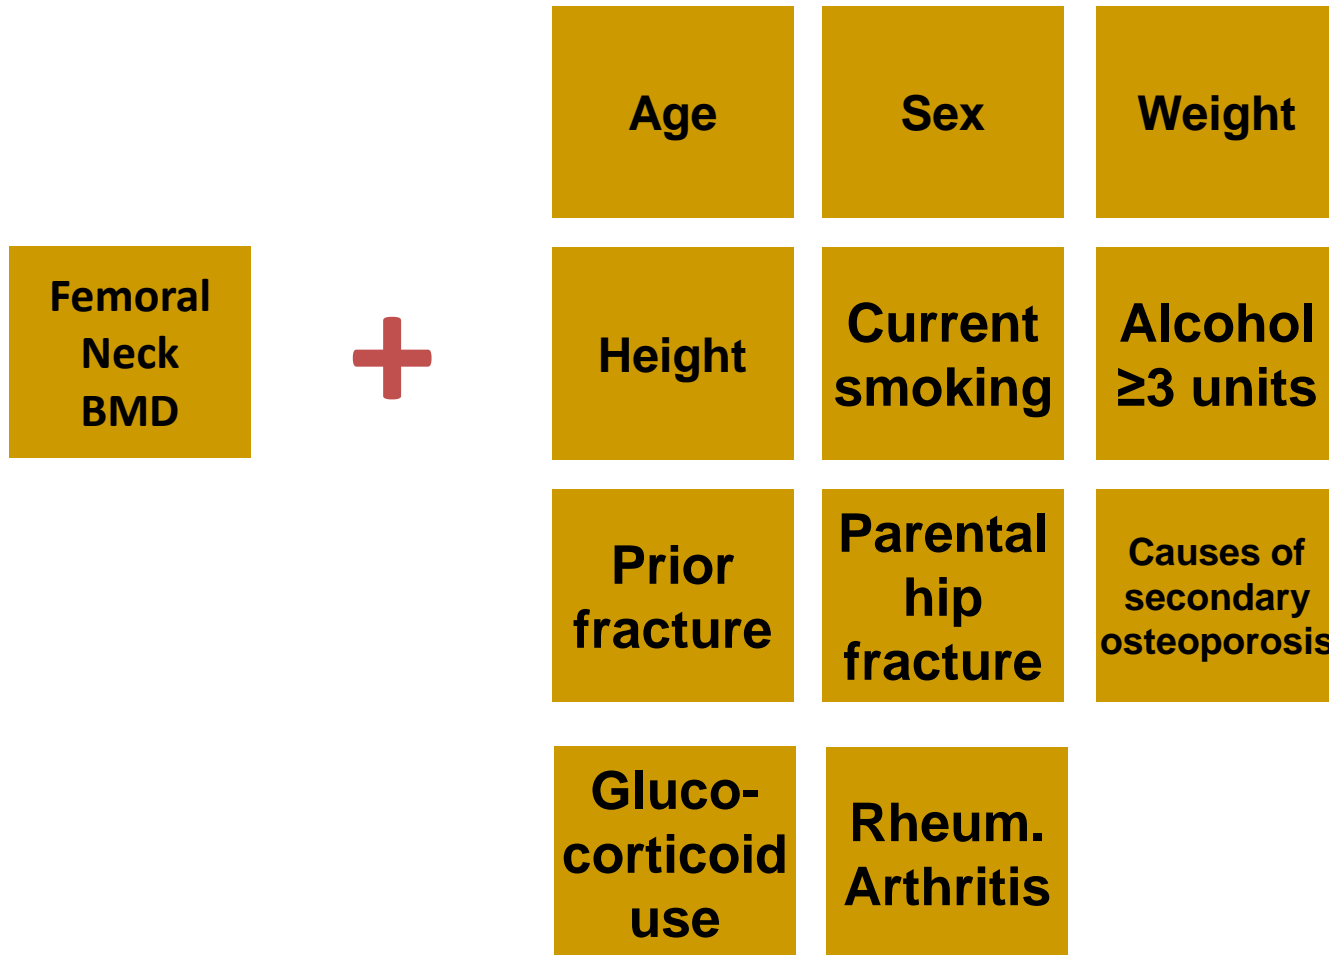 Femoral
Neck
BMD
Age
Sex
Weight
Height
Current
smoking
Alcohol
≥3 units
Prior
fracture
Parental
hip
fracture
Causes of
secondary
osteoporosis
Gluco-
corticoid
use
Rheum.
Arthritis